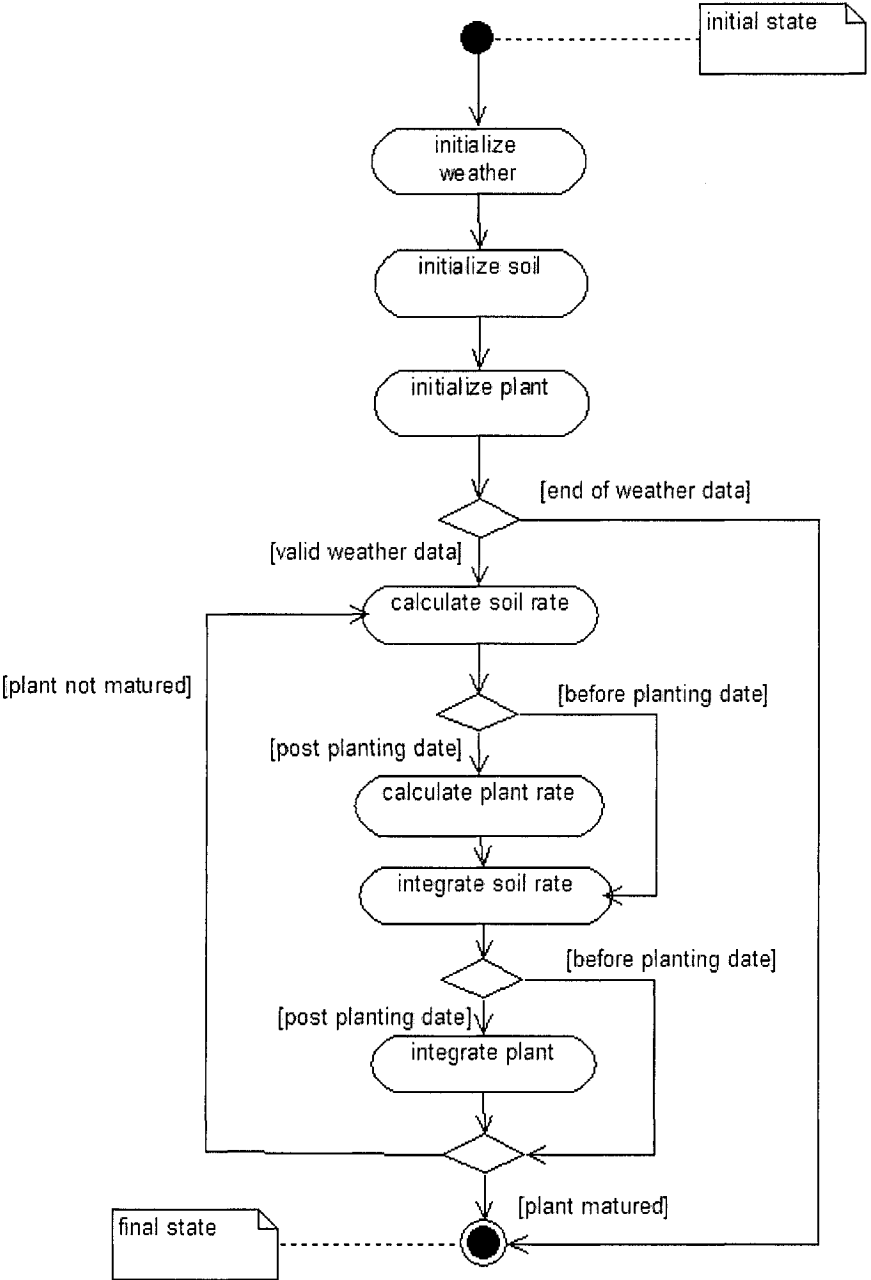 initial state
initialize
weather
initialize soil
initialize plant
[end of weather data]
[valid weather data]
calculate soil rate
[plant not matured]
[before planting date]
[post planting date]
calculate plant rate
integrate soil rate
[before planting date]
[post planting date]
integrate plant
[plant matured]
final state